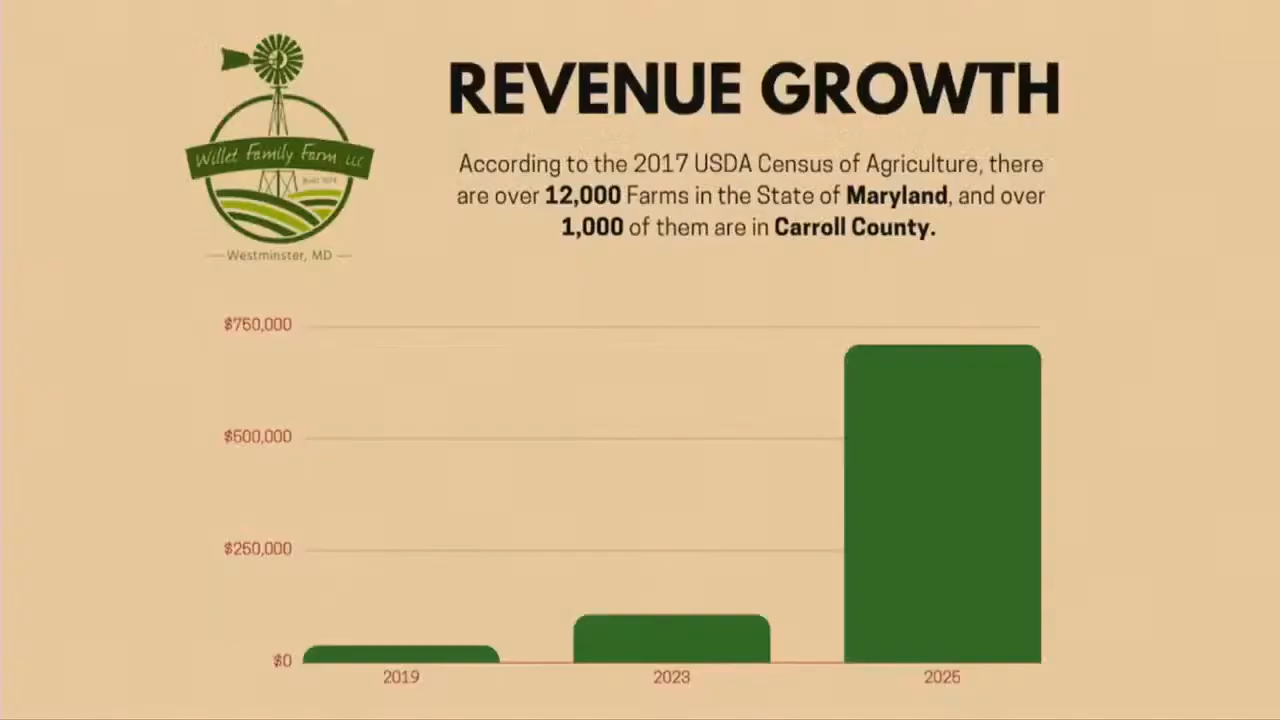 Willet Family Farm LLC
Westminster, MD
REVENUE GROWTH
According to the 2017 USDA Census of Agriculture, there
are over 12,000 Farms in the State of Maryland, and over
1,000 of them are in Carroll County.
$750,000
$500,000
$250,000
$0
2019
2023
2025